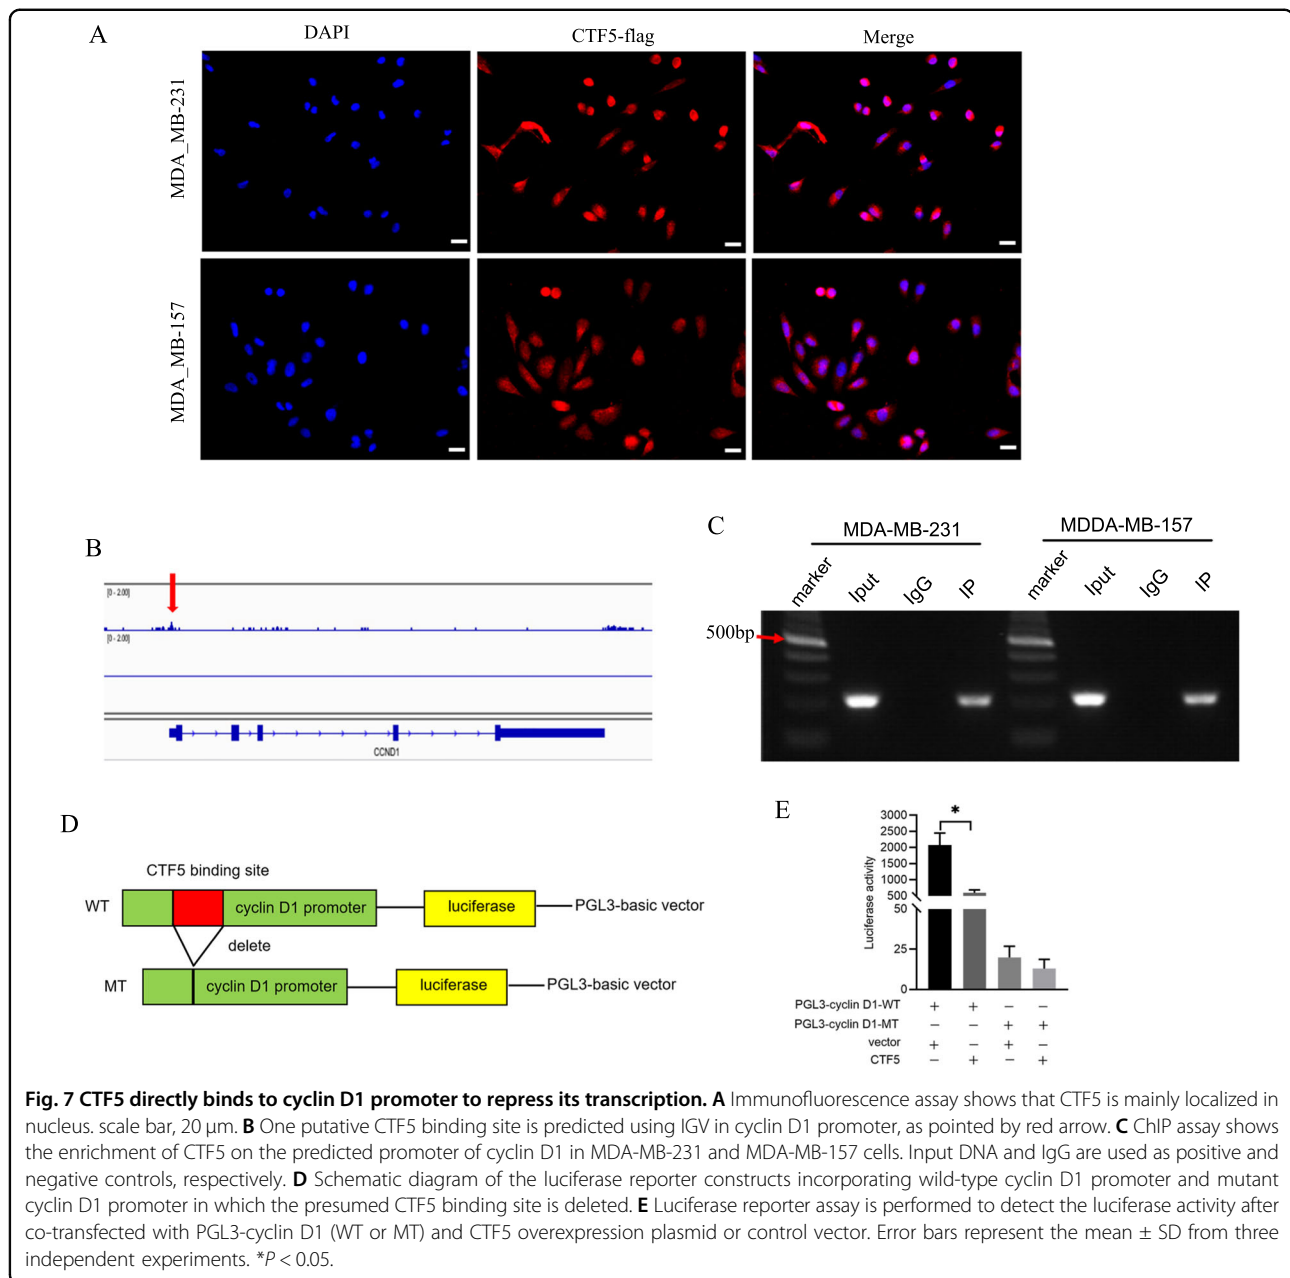 A
DAPI
CTF5-flag
Merge
MDA_MB-231
MDA_MB-157
B
[0 - 2.00]
[0 - 2.00]
CCND1
C
MDA-MB-231
MDDA-MB-157
marker
Iput
IgG
IP
marker
Iput
IgG
IP
500bp
D
CTF5 binding site
WT
cyclin D1 promoter
luciferase
PGL3-basic vector
delete
MT
cyclin D1 promoter
luciferase
PGL3-basic vector
E
Luciferase activity
3000
2500
2000
1500
1000
500
50
25
0
*
PGL3-cyclin D1-WT + + − −
PGL3-cyclin D1-MT − − + +
vector + − + −
CTF5 − + − +
Fig. 7 CTF5 directly binds to cyclin D1 promoter to repress its transcription. A Immunofluorescence assay shows that CTF5 is mainly localized in
nucleus. scale bar, 20 μm. B One putative CTF5 binding site is predicted using IGV in cyclin D1 promoter, as pointed by red arrow. C ChIP assay shows
the enrichment of CTF5 on the predicted promoter of cyclin D1 in MDA-MB-231 and MDA-MB-157 cells. Input DNA and IgG are used as positive and
negative controls, respectively. D Schematic diagram of the luciferase reporter constructs incorporating wild-type cyclin D1 promoter and mutant
cyclin D1 promoter in which the presumed CTF5 binding site is deleted. E Luciferase reporter assay is performed to detect the luciferase activity after
co-transfected with PGL3-cyclin D1 (WT or MT) and CTF5 overexpression plasmid or control vector. Error bars represent the mean ± SD from three
independent experiments. *P < 0.05.